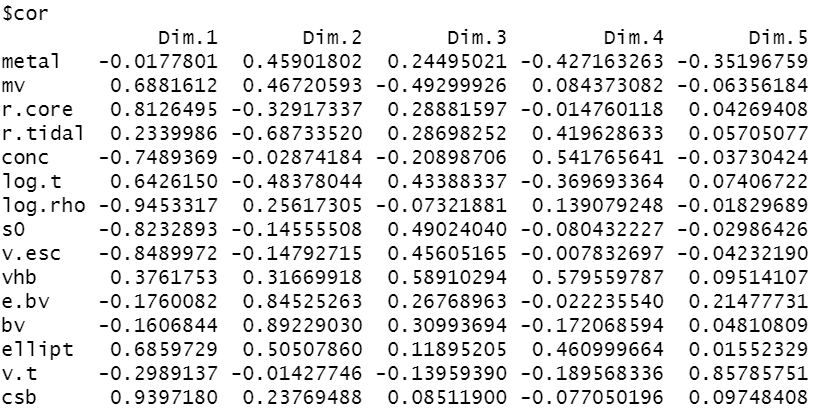 $cor
Dim.1 Dim.2 Dim.3 Dim.4 Dim.5
metal -0.0177801 0.45901802 0.24495021 -0.427163263 -0.35196759
mv 0.6881612 0.46720593 -0.49299926 0.084373082 -0.06356184
r.core 0.8126495 -0.32917337 0.28881597 -0.014760118 0.04269408
r.tidal 0.2339986 -0.68733520 0.28698252 0.419628633 0.05705077
conc -0.7489369 -0.02874184 -0.20898706 0.541765641 -0.03730424
log.t 0.6426150 -0.48378044 0.43388337 -0.369693364 0.07406722
log.rho -0.9453317 0.25617305 -0.07321881 0.139079248 -0.01829689
s0 -0.8232893 -0.14555508 0.49024040 -0.080432227 -0.02986426
v.esc -0.8489972 -0.14792715 0.45605165 -0.007832697 -0.04232190
vhb 0.3761753 0.31669918 0.58910294 0.579559787 0.09514107
e.bv -0.1760082 0.84525263 0.26768963 -0.022235540 0.21477731
bv -0.1606844 0.89229030 0.30993694 -0.172068594 0.04810809
ellipt 0.6859729 0.50507860 0.11895205 0.460999664 0.01552329
v.t -0.2989137 -0.01427746 -0.13959390 -0.189568336 0.85785751
csb 0.9397180 0.23769488 0.08511900 -0.077050196 0.09748408